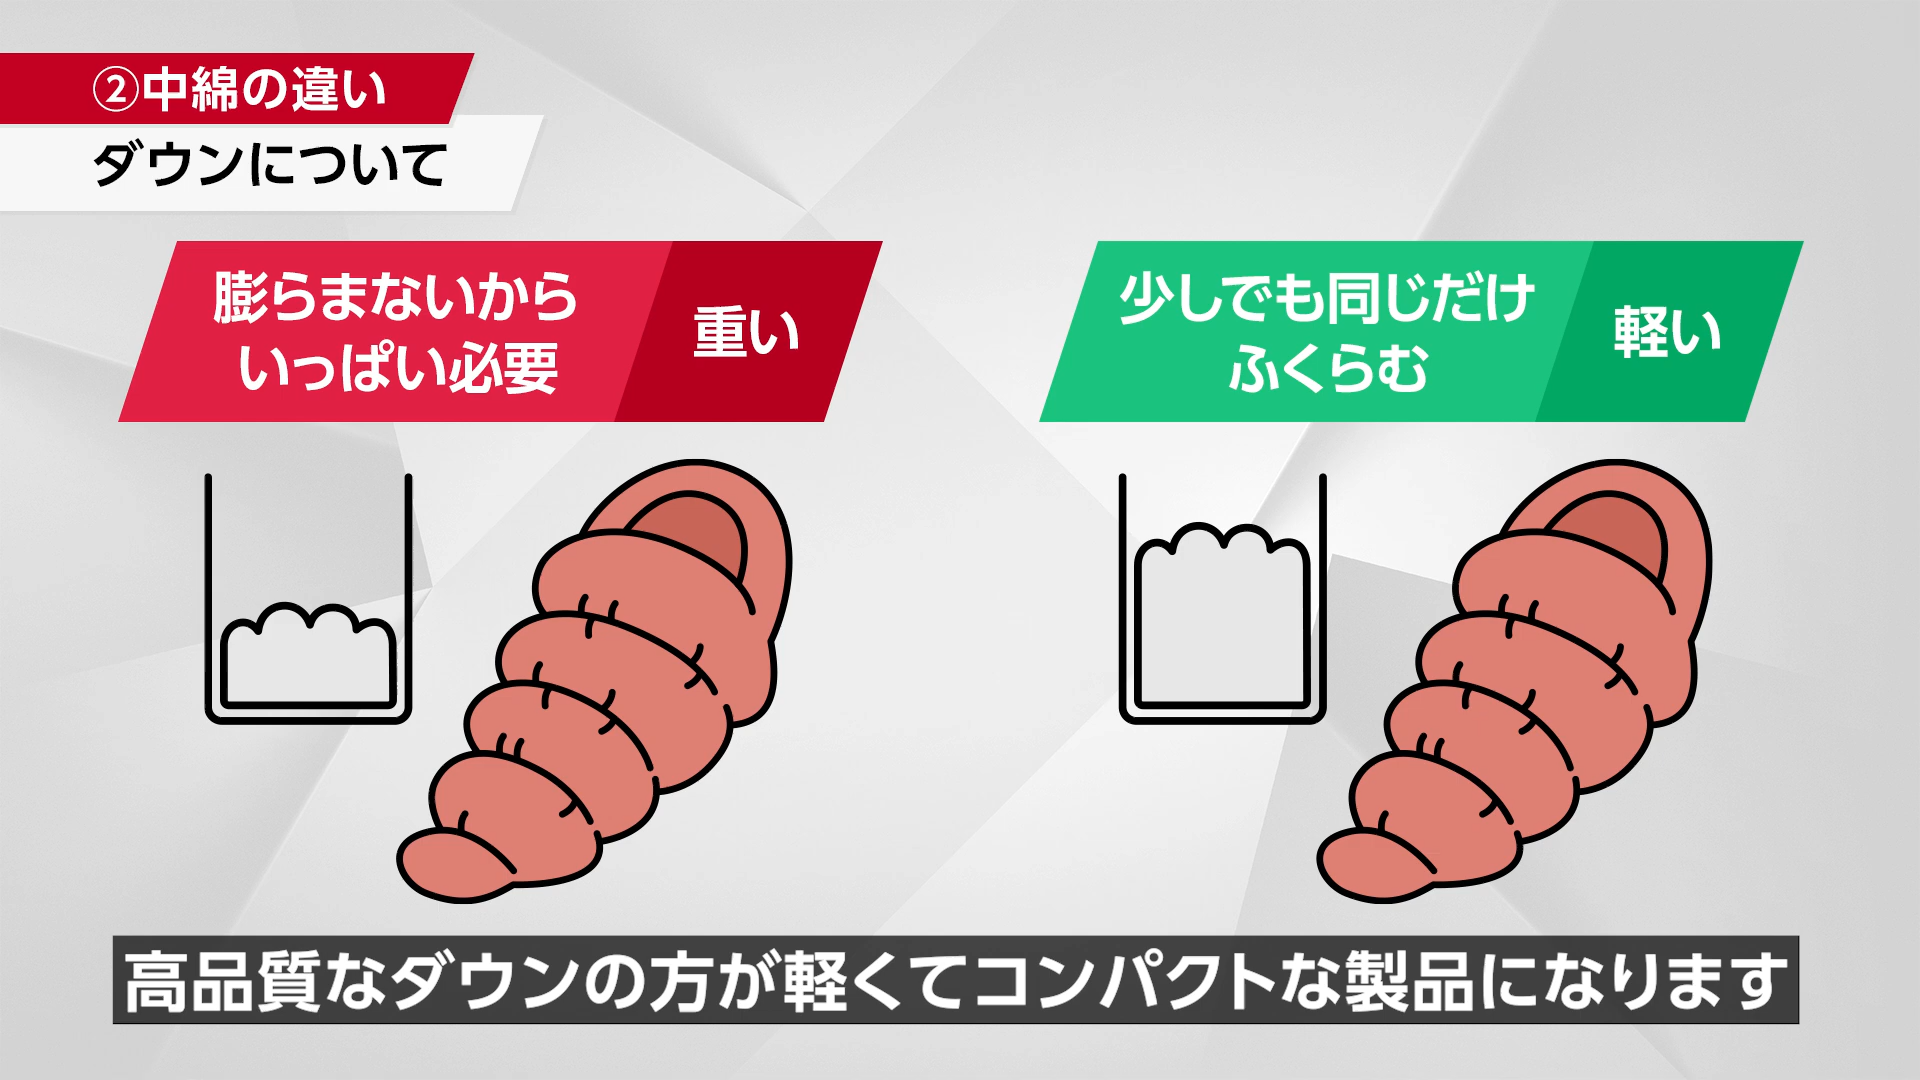 ②中綿の違い
ダウンについて
膨らまないから
いっぱい必要
重い
少しでも同じだけ
ふくらむ
軽い
高品質なダウンの方が軽くてコンパクトな製品になります